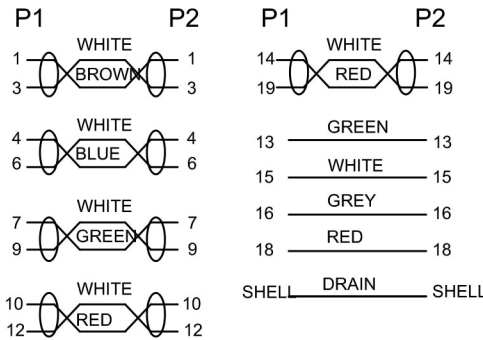 P1 P2
WHITE
1 1
BROWN
3 3
WHITE
4 4
BLUE
6 6
WHITE
7 7
GREEN
9 9
WHITE
10 10
RED
12 12
P1 P2
WHITE
14 14
RED
19 19
GREEN
13 13
WHITE
15 15
GREY
16 16
RED
18 18
DRAIN
SHELL SHELL